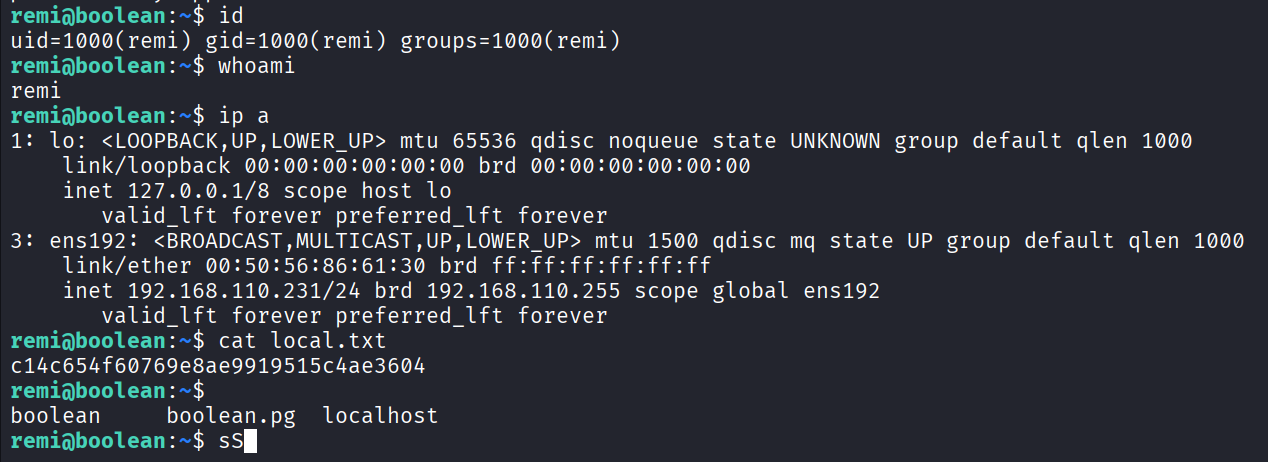 remi@boolean:~$ id
uid=1000(remi) gid=1000(remi) groups=1000(remi)
remi@boolean:~$ whoami
remi
remi@boolean:~$ ip a
1: lo: <LOOPBACK,UP,LOWER_UP> mtu 65536 qdisc noqueue state UNKNOWN group default qlen 1000
    link/loopback 00:00:00:00:00:00 brd 00:00:00:00:00:00
    inet 127.0.0.1/8 scope host lo
       valid_lft forever preferred_lft forever
3: ens192: <BROADCAST,MULTICAST,UP,LOWER_UP> mtu 1500 qdisc mq state UP group default qlen 1000
    link/ether 00:50:56:86:61:30 brd ff:ff:ff:ff:ff:ff
    inet 192.168.110.231/24 brd 192.168.110.255 scope global ens192
       valid_lft forever preferred_lft forever
remi@boolean:~$ cat local.txt
c14c654f60769e8ae9919515c4ae3604
remi@boolean:~$
boolean     boolean.pg  localhost
remi@boolean:~$ sS